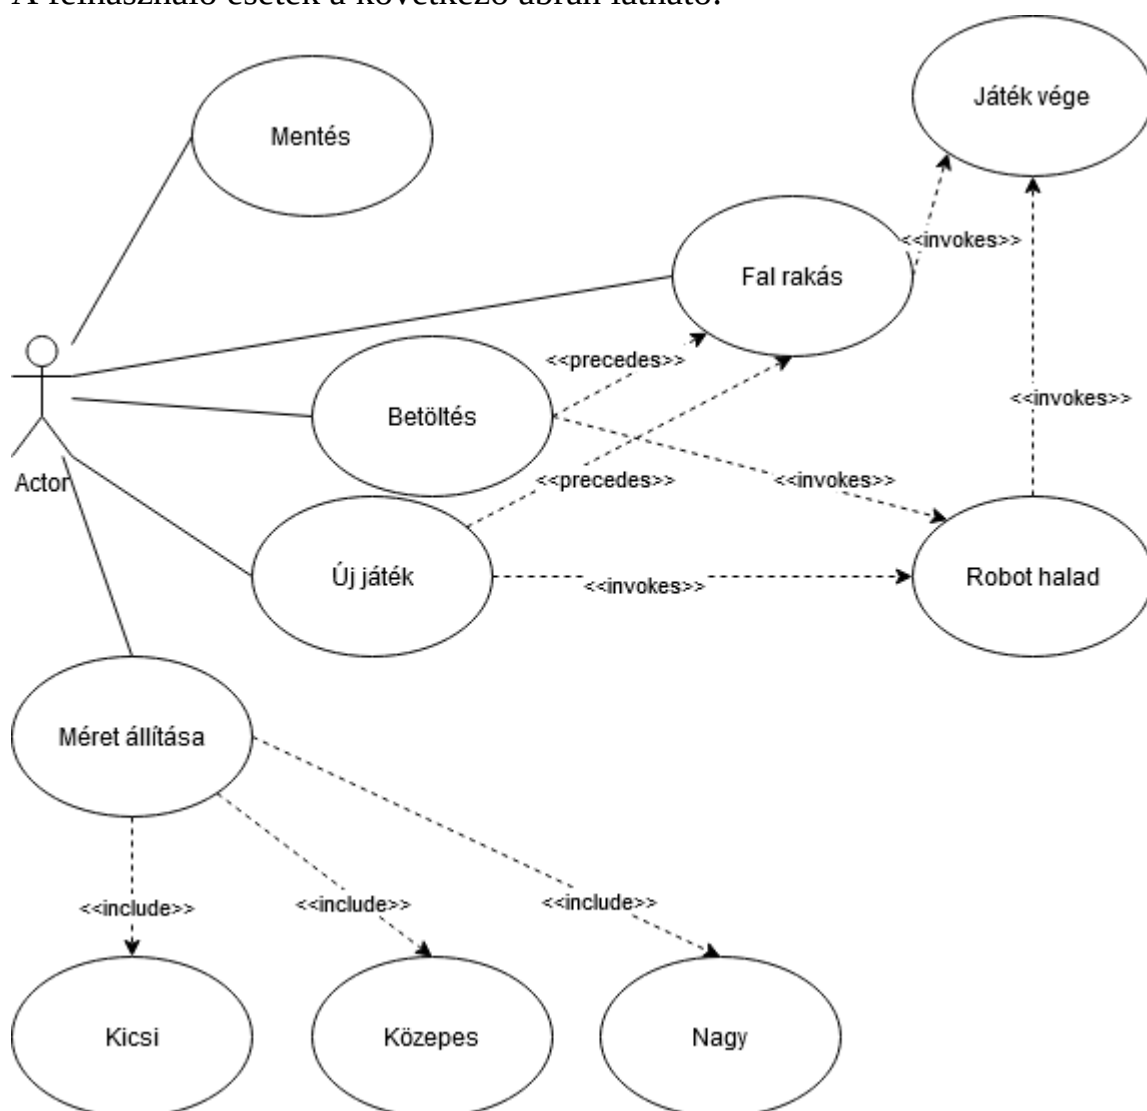 A felhasználó esetek a következő ábrán látható:
Játék vége
Mentés
<<invokes>>
Fal rakás
<<precedes>>
<<invokes>>
Betöltés
Actor
<<precedes>>
<<invokes>>
Új játék
<<invokes>>
Robot halad
Méret állítása
<<include>>
<<include>>
<<include>>
Kicsi
Közepes
Nagy